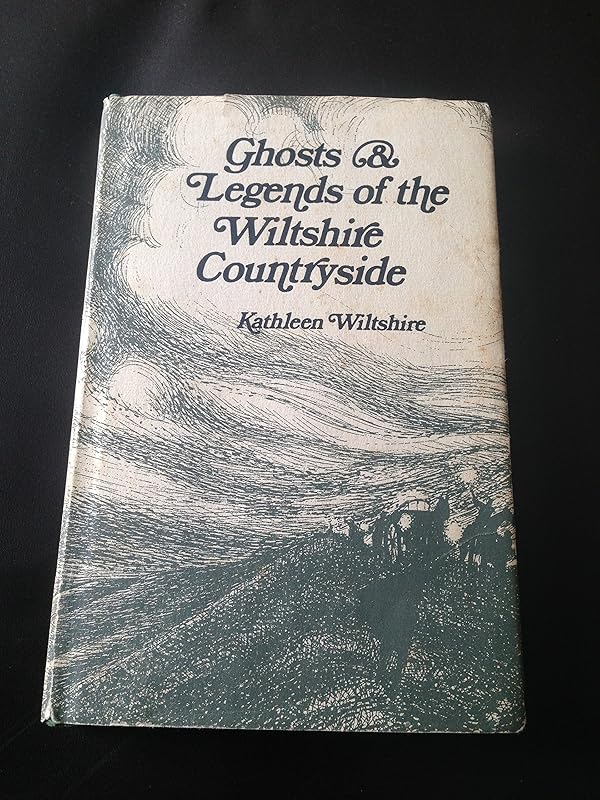 Ghosts &
Legends of the
Wiltshire
Countryside
Kathleen Wiltshire